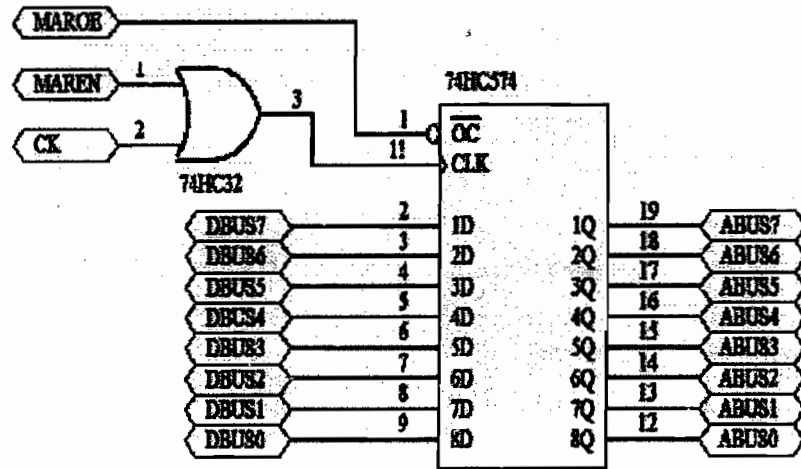 MAROE
MAREN 1
3
CK 2
74HC32
74HC574
1 OC
11 CLK
DBUS7 2 1D 1Q 19 ABUS7
DBUS6 3 2D 2Q 18 ABUS6
DBUS5 4 3D 3Q 17 ABUS5
DBUS4 5 4D 4Q 16 ABUS4
DBUS3 6 5D 5Q 15 ABUS3
DBUS2 7 6D 6Q 14 ABUS2
DBUS1 8 7D 7Q 13 ABUS1
DBUS0 9 8D 8Q 12 ABUS0